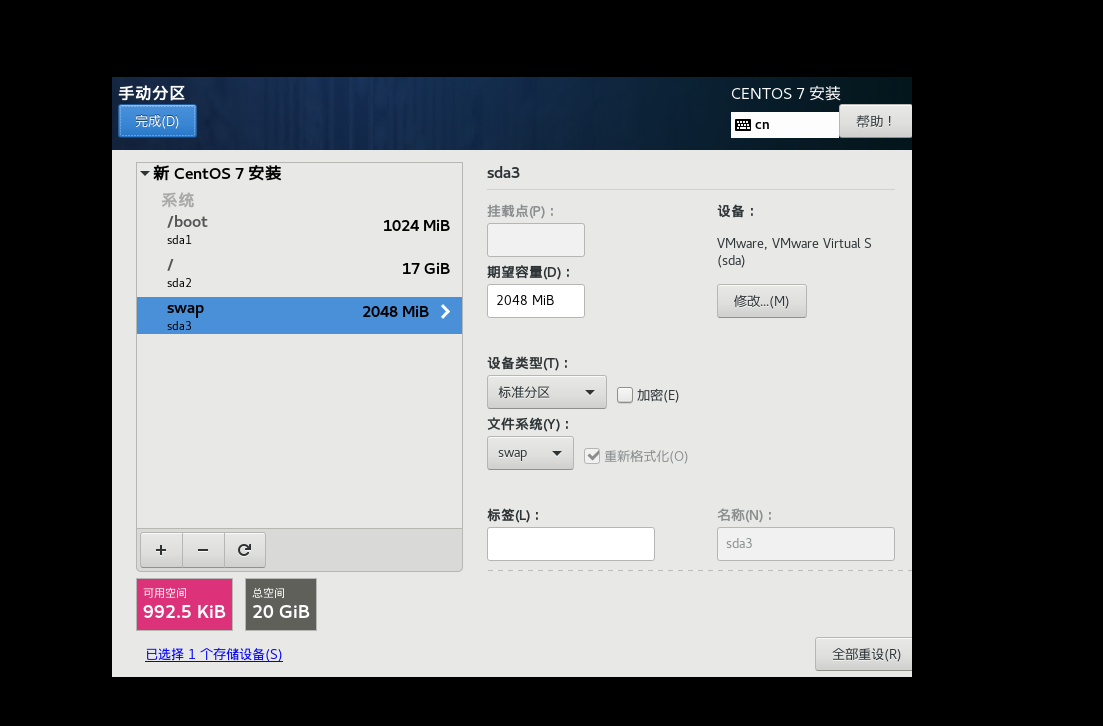 手动分区
CENTOS 7 安装
完成(D)
cn
帮助！
新 CentOS 7 安装
系统
/boot
1024 MiB
sda1
/
17 GiB
sda2
swap
2048 MiB
sda3
sda3
挂载点(P)：
设备：
VMware, VMware Virtual S
(sda)
期望容量(D)：
2048 MiB
修改...(M)
设备类型(T)：
标准分区
加密(E)
文件系统(Y)：
swap
重新格式化(O)
标签(L)：
名称(N)：
sda3
+
−
可用空间
992.5 KiB
总空间
20 GiB
已选择 1 个存储设备(S)
全部重设(R)